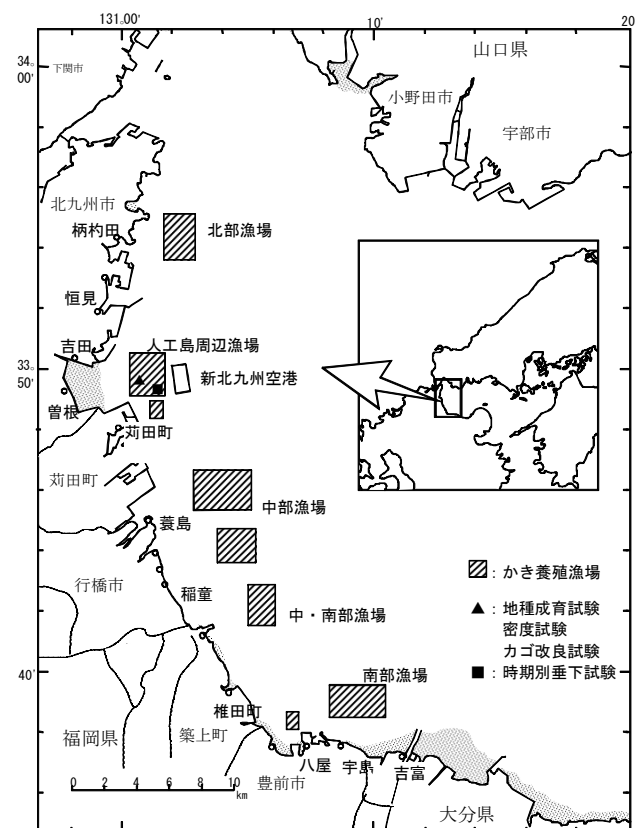 131°00'
10'
20
34°
00'
下関市
山口県
小野田市
宇部市
北九州市
柄杓田
北部漁場
恒見
吉田
人工島周辺漁場
33°
50'
新北九州空港
曽根
苅田町
苅田町
中部漁場
蓑島
行橋市
稲童
中・南部漁場
：かき養殖漁場
：地種成育試験
密度試験
カゴ改良試験
：時期別垂下試験
40'
南部漁場
椎田町
福岡県
築上町
八屋
宇島
吉富
豊前市
0 2 4 6 8 10
km
大分県